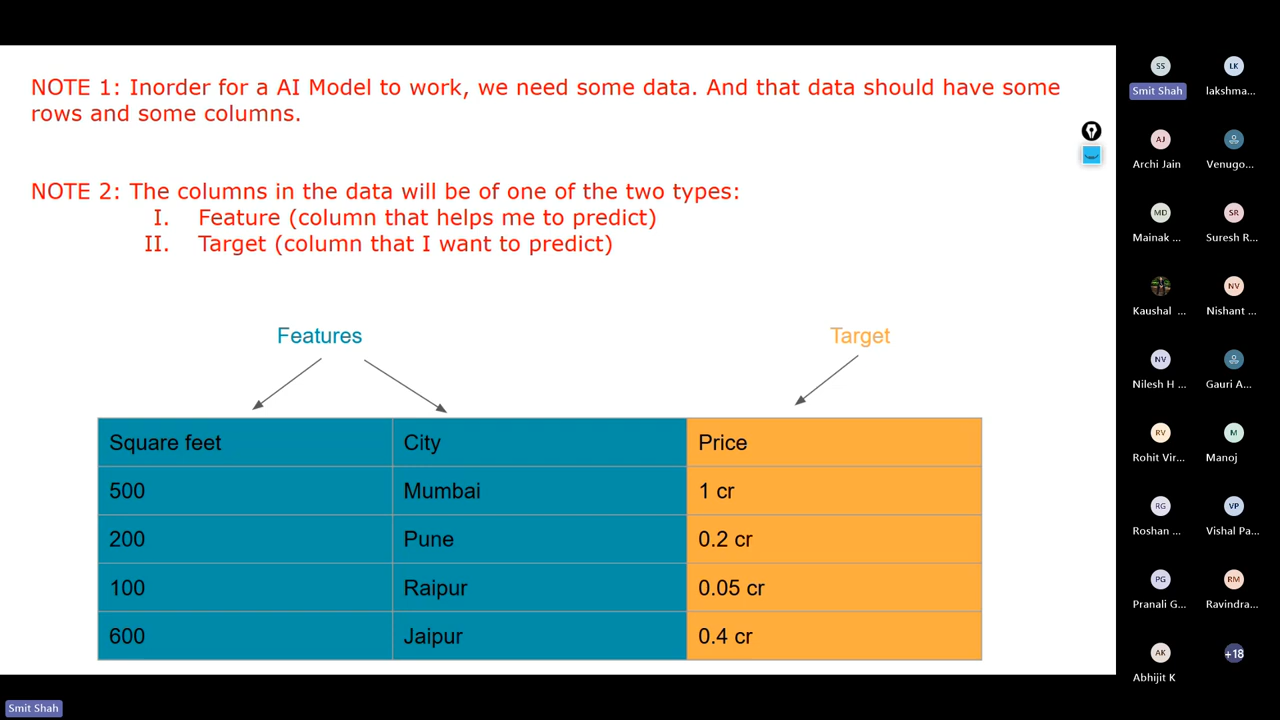 NOTE 1: Inorder for a AI Model to work, we need some data. And that data should have some
rows and some columns.
NOTE 2: The columns in the data will be of one of the two types:
I. Feature (column that helps me to predict)
II. Target (column that I want to predict)
Features Target
Square feet City Price
500 Mumbai 1 cr
200 Pune 0.2 cr
100 Raipur 0.05 cr
600 Jaipur 0.4 cr
SS LK
Smit Shah lakshma...
AJ
Archi Jain Venugo...
MD SR
Mainak ... Suresh R...
NV
Kaushal ... Nishant ...
NV
Nilesh H ... Gauri A...
RV M
Rohit Vir... Manoj
RG VP
Roshan ... Vishal Pa...
PG RM
Pranali G... Ravindra...
AK +18
Abhijit K
Smit Shah